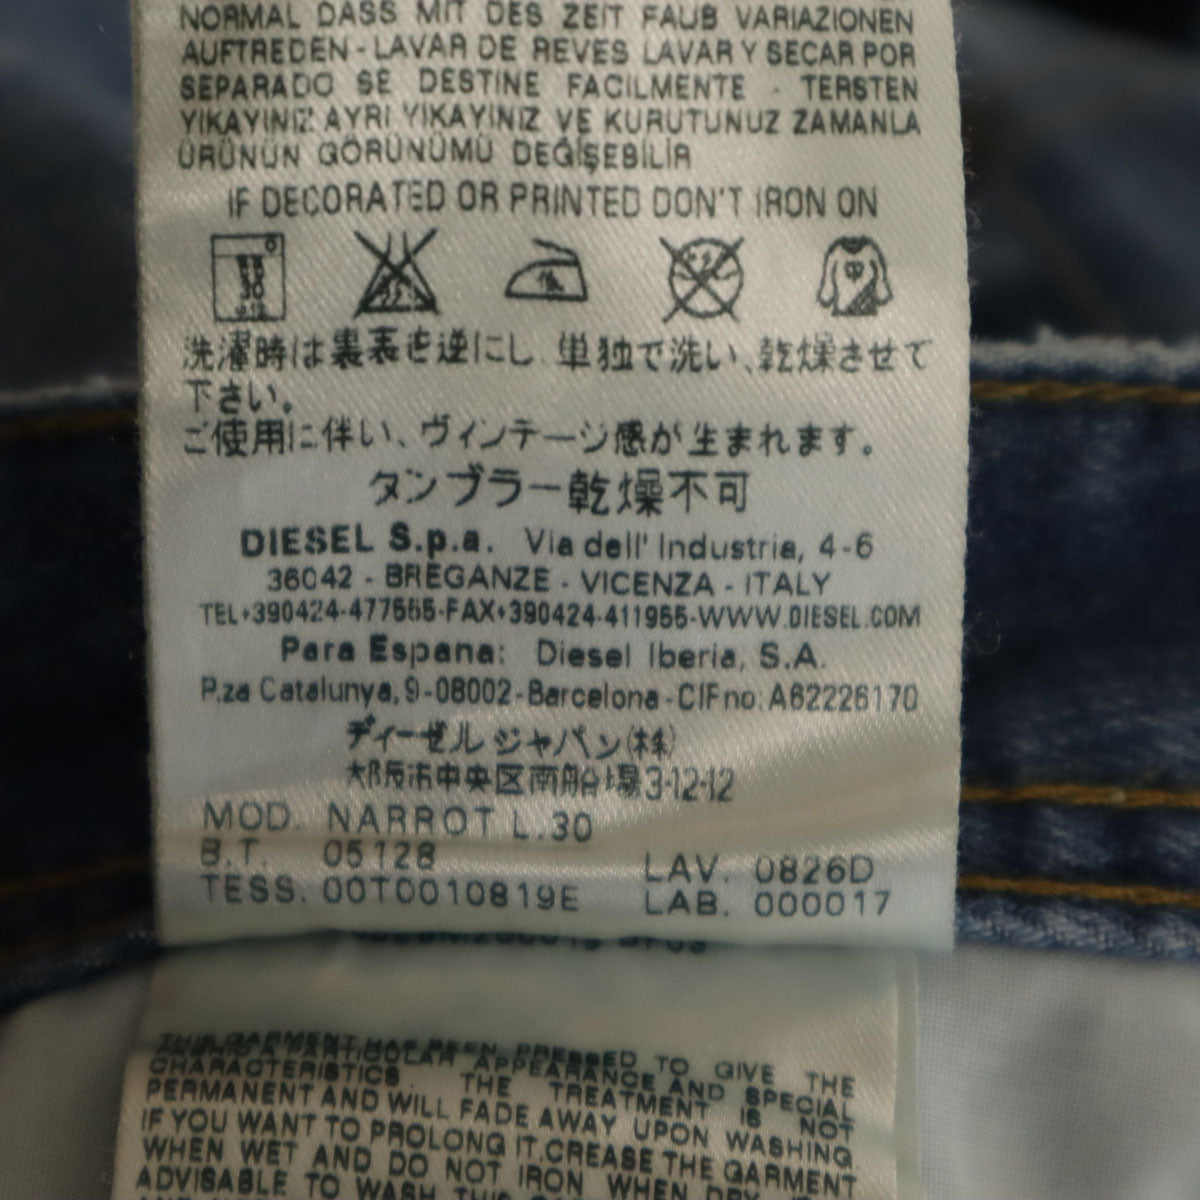 NORMAL DASS MIT DES ZEIT FAUB VARIAZIONEN
AUFTREDEN - LAVAR DE REVES LAVAR Y SECAR POR
SEPARADO SE DESTINE FACILMENTE - TERSTEN
YIKAYINIZ AYRI YIKAYINIZ VE KURUTUNUZ ZAMANLA
ÜRÜNÜN GÖRÜNÜMÜ DEĞİŞEBİLİR
IF DECORATED OR PRINTED DON'T IRON ON
洗濯時は裏表を逆にし、単独で洗い、乾燥させて
下さい。
ご使用に伴い、ヴィンテージ感が生まれます。
タンブラー乾燥不可
DIESEL S.p.a. Via dell' Industria, 4-6
36042 - BREGANZE - VICENZA - ITALY
TEL+390424-477555-FAX+390424-411955-WWW.DIESEL.COM
Para Espana: Diesel Iberia, S.A.
P.za Catalunya, 9-08002-Barcelona-CIF no: A62226170
ディーゼル ジャパン(株)
大阪市中央区南船場3-12-12
MOD. NARROT L.30
B.T. 05128
LAV. 0826D
TESS. 00T0010819E
LAB. 000017
THIS GARMENT HAS BEEN PRESSED TO GIVE THE
FABRIC A PARTICOLAR APPEARANCE AND SPECIAL
CHARACTERISTICS. THE TREATMENT IS NOT
PERMANENT AND WILL FADE AWAY UPON WASHING.
IF YOU WANT TO PROLONG IT, CREASE THE GARMENT
WHEN WET AND DO NOT IRON WHEN DRY.
ADVISABLE TO WASH THIS